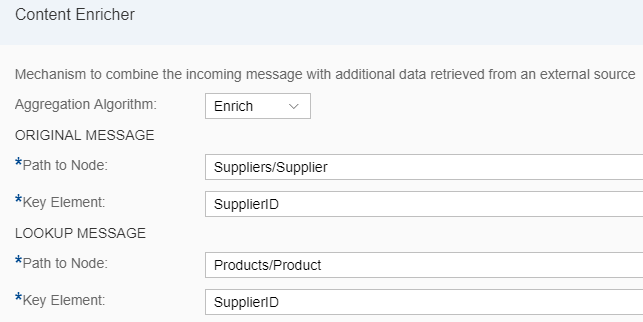 Content Enricher
Mechanism to combine the incoming message with additional data retrieved from an external source
Aggregation Algorithm: Enrich
ORIGINAL MESSAGE
*Path to Node: Suppliers/Supplier
*Key Element: SupplierID
LOOKUP MESSAGE
*Path to Node: Products/Product
*Key Element: SupplierID